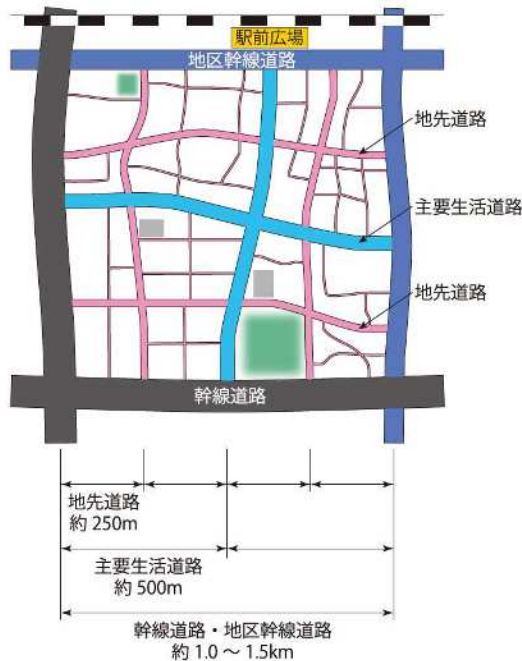 駅前広場
地区幹線道路
地先道路
主要生活道路
地先道路
幹線道路
地先道路
約 250m
主要生活道路
約 500m
幹線道路・地区幹線道路
約 1.0 ～ 1.5km